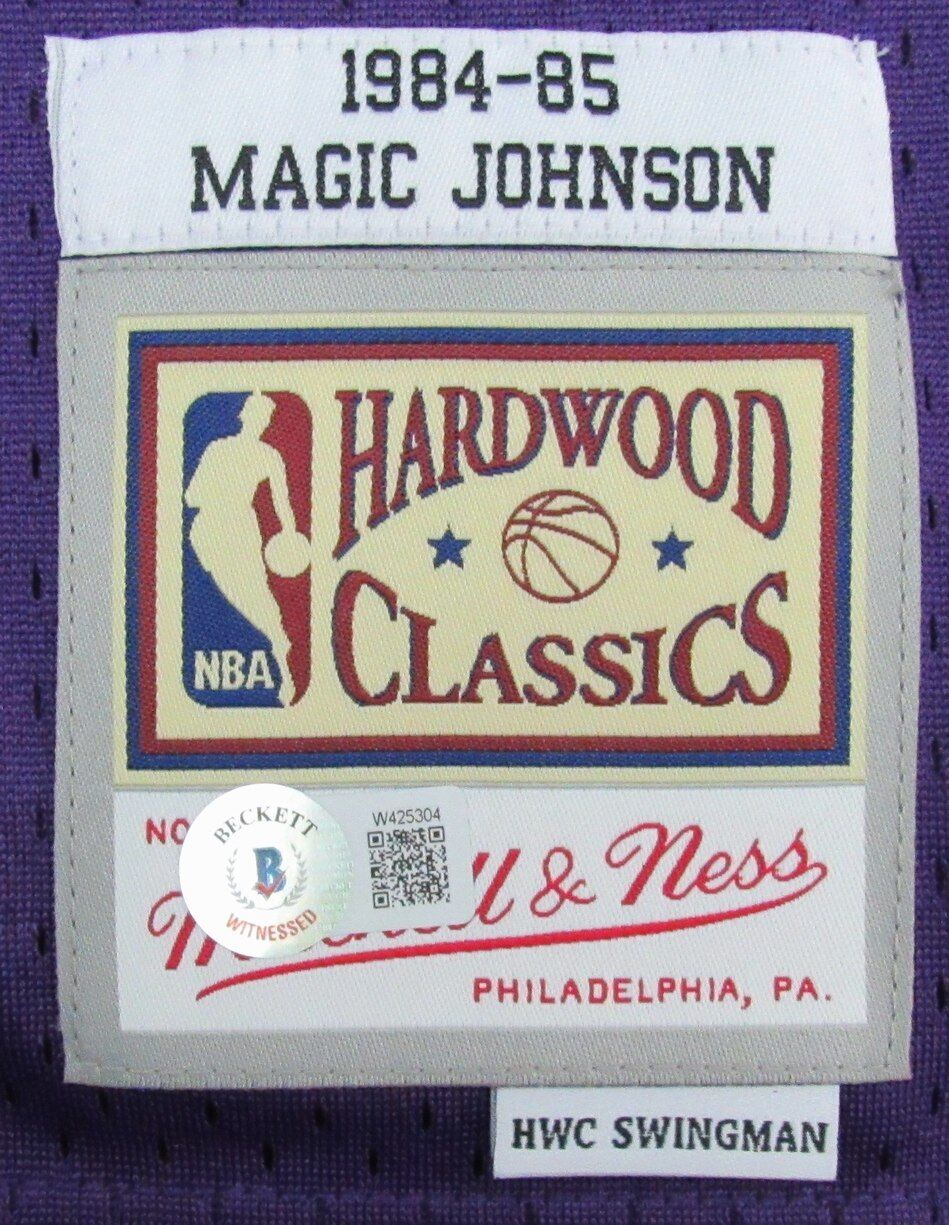 1984-85
MAGIC JOHNSON
HARDWOOD
CLASSICS
NBA
BECKETT
WITNESSED
B
W425304
& Ness
PHILADELPHIA, PA.
HWC SWINGMAN